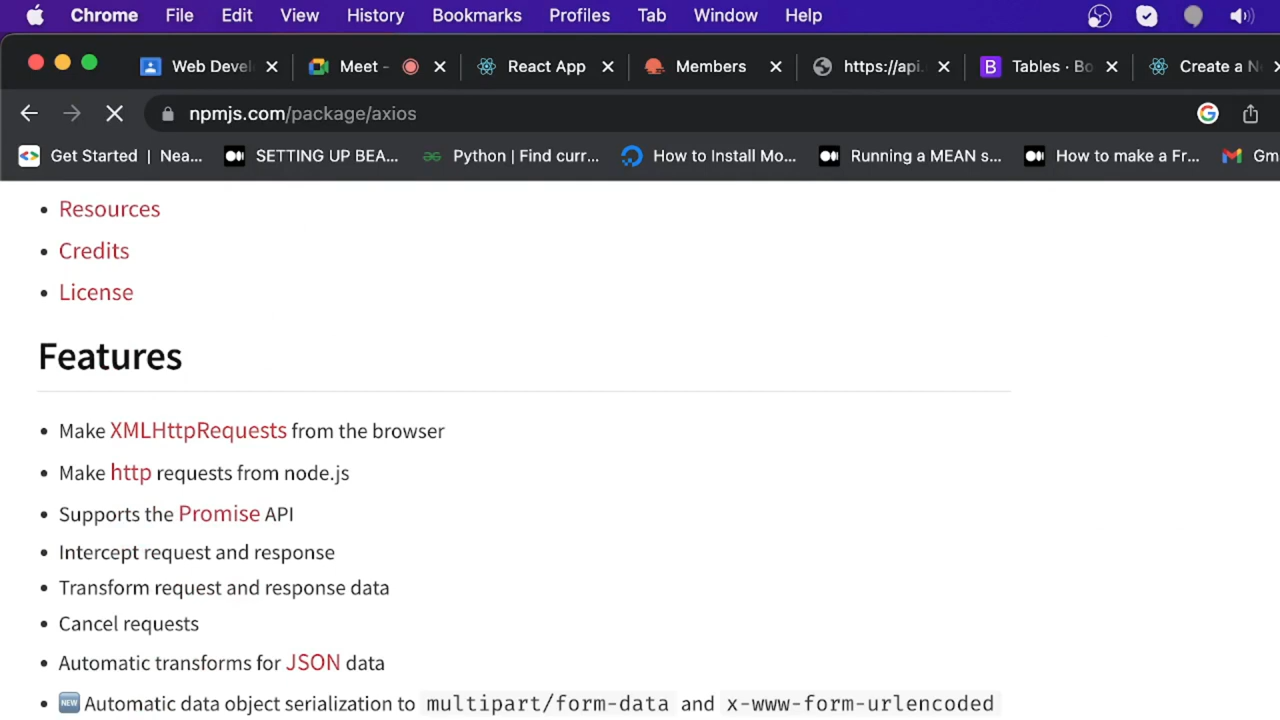 Chrome File Edit View History Bookmarks Profiles Tab Window Help
Web Devel Meet - React App Members https://api. Tables · Bo Create a N
npmjs.com/package/axios
Get Started | Nea... SETTING UP BEA... Python | Find curr... How to Install Mo... Running a MEAN s... How to make a Fr... Gm
• Resources
• Credits
• License
Features
• Make XMLHttpRequests from the browser
• Make http requests from node.js
• Supports the Promise API
• Intercept request and response
• Transform request and response data
• Cancel requests
• Automatic transforms for JSON data
• 🆕 Automatic data object serialization to multipart/form-data and x-www-form-urlencoded